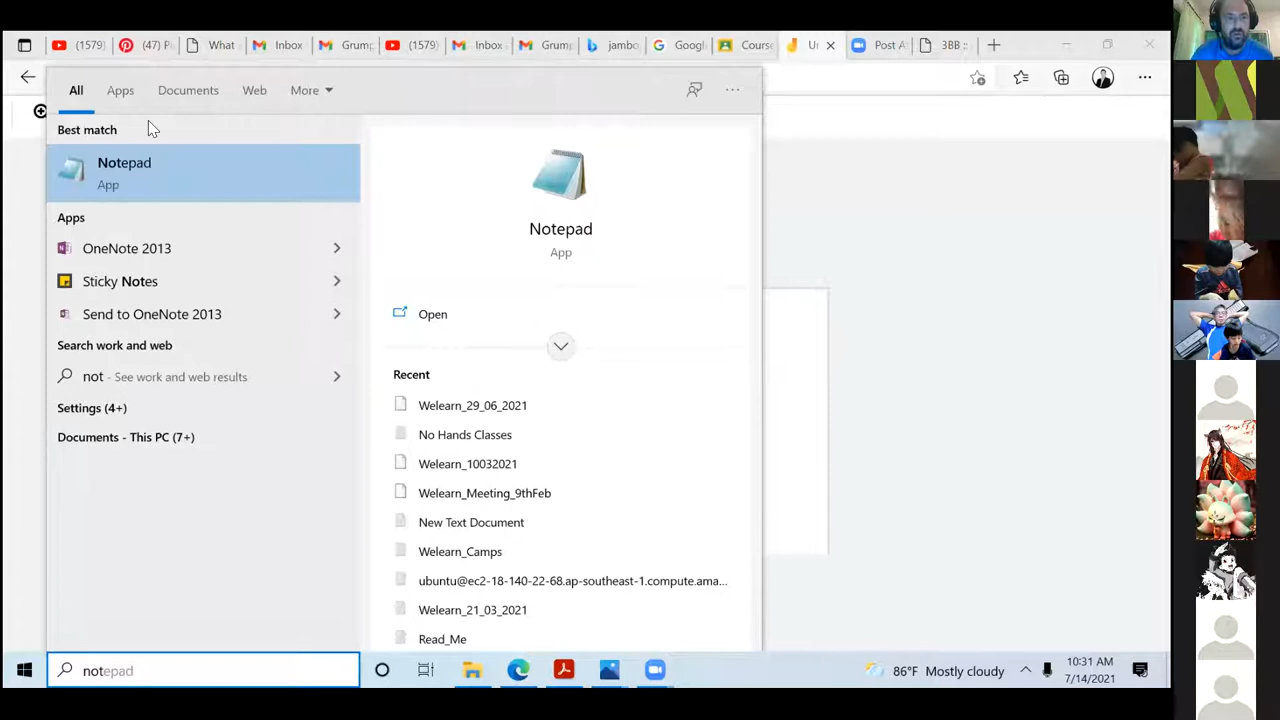 (1579)
(47) Pi
What
Inbox
Grump
(1579)
Inbox
Grum
jambo
Googl
Course
Ur
Post A
3BB ::
All
Apps
Documents
Web
More
Best match
Notepad
App
Apps
OneNote 2013
Sticky Notes
Send to OneNote 2013
Search work and web
not - See work and web results
Settings (4+)
Documents - This PC (7+)
Notepad
App
Open
Recent
Welearn_29_06_2021
No Hands Classes
Welearn_10032021
Welearn_Meeting_9thFeb
New Text Document
Welearn_Camps
ubuntu@ec2-18-140-22-68.ap-southeast-1.compute.ama...
Welearn_21_03_2021
Read_Me
notepad
86°F Mostly cloudy
10:31 AM
7/14/2021